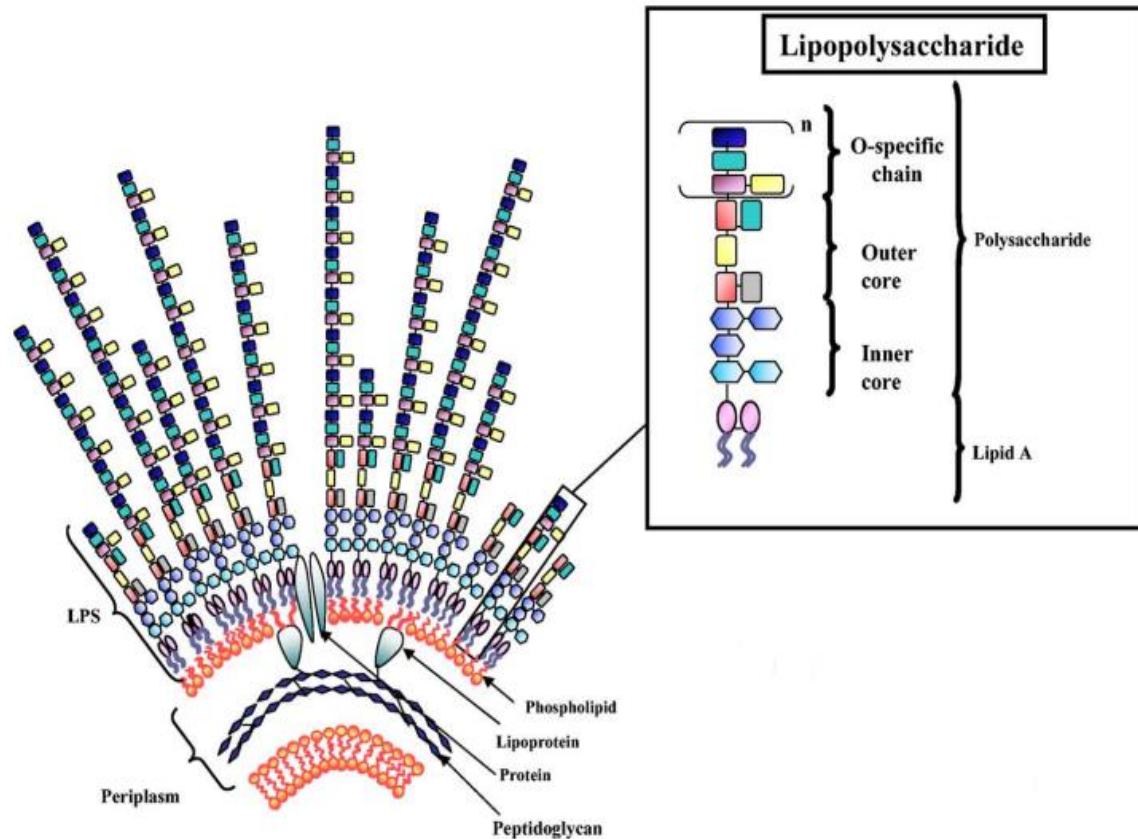 Lipopolysaccharide
n
O-specific
chain
Polysaccharide
Outer
core
Inner
core
Lipid A
LPS
Phospholipid
Lipoprotein
Protein
Periplasm
Peptidoglycan